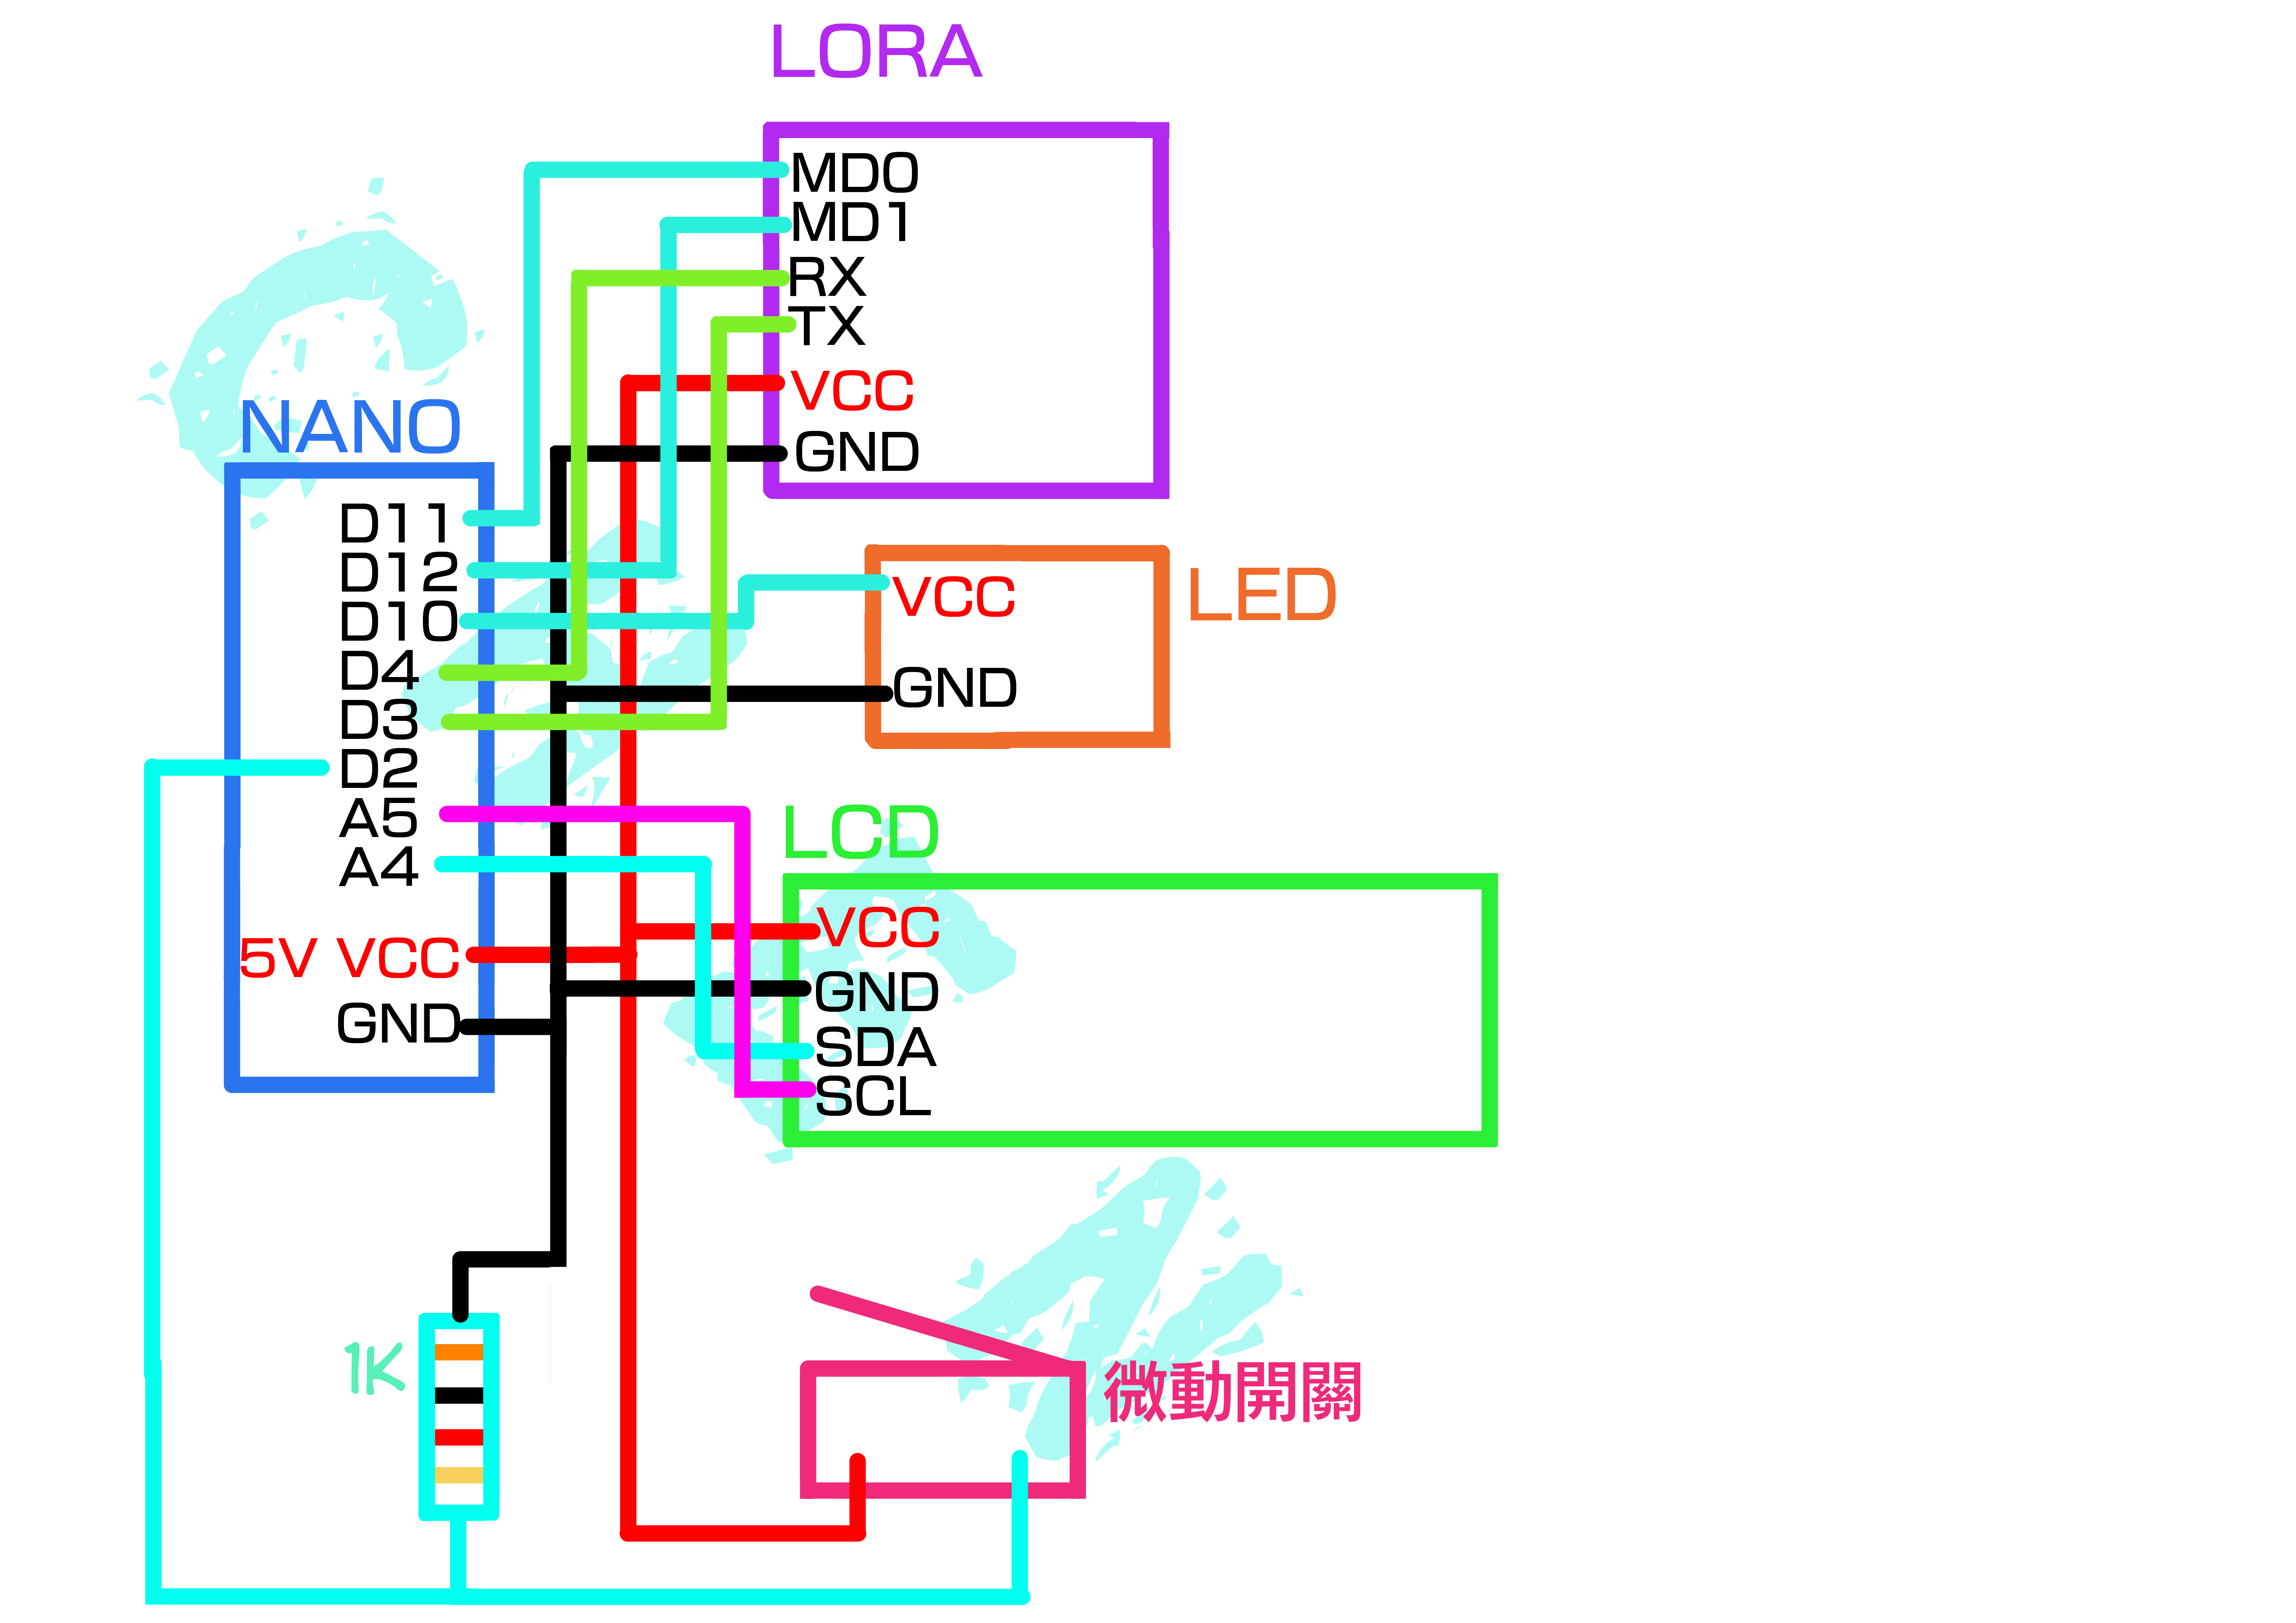 LORA
MD0
MD1
RX
TX
VCC
GND
NANO
D11
D12
D10
D4
D3
D2
A5
A4
5V VCC
GND
VCC
GND
LED
LCD
VCC
GND
SDA
SCL
1K
微動開關